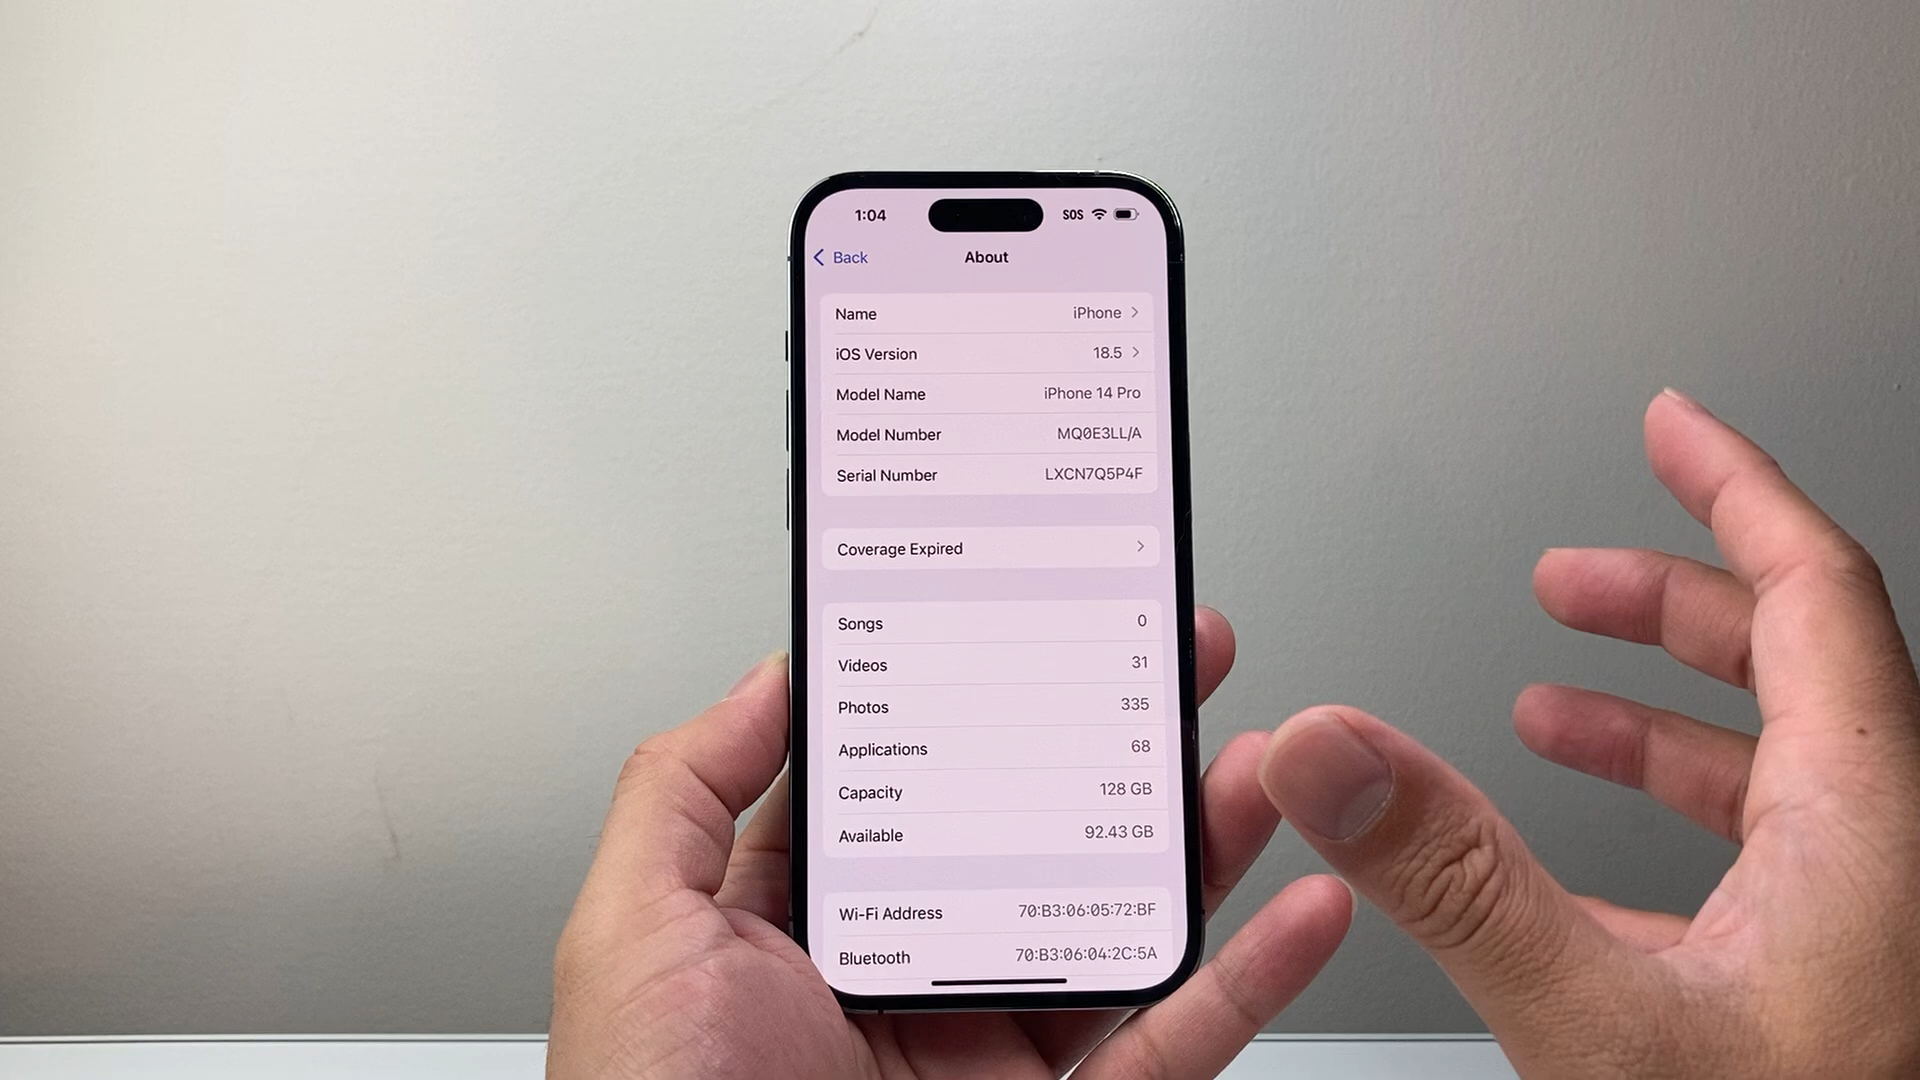 1:04 SOS
Back About
Name iPhone
iOS Version 18.5
Model Name iPhone 14 Pro
Model Number MQ0E3LL/A
Serial Number LXCN7Q5P4F
Coverage Expired
Songs 0
Videos 31
Photos 335
Applications 68
Capacity 128 GB
Available 92.43 GB
Wi-Fi Address 70:B3:06:05:72:BF
Bluetooth 70:B3:06:04:2C:5A